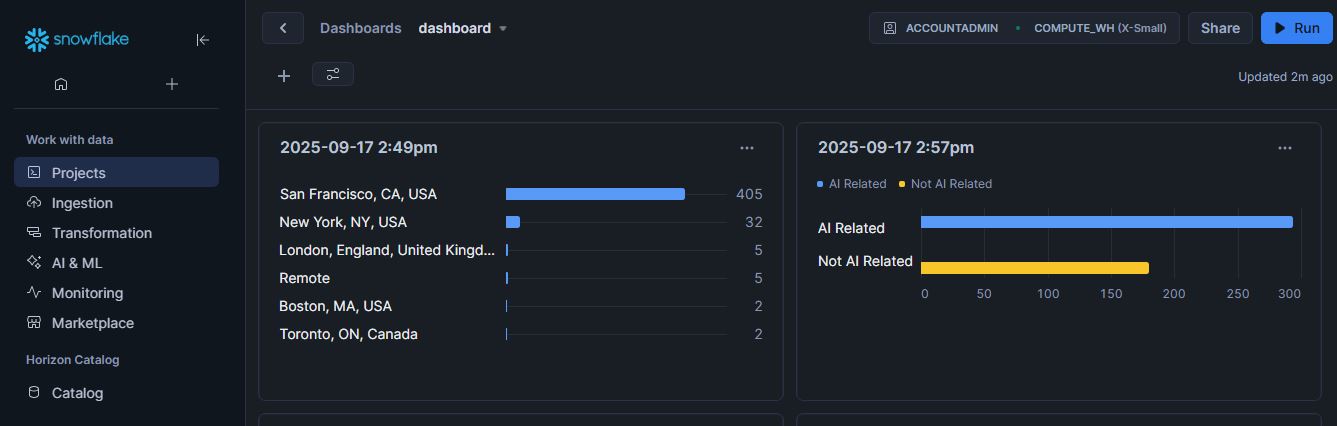 snowflake
Work with data
Projects
Ingestion
Transformation
AI & ML
Monitoring
Marketplace
Horizon Catalog
Catalog
Dashboards dashboard
ACCOUNTADMIN COMPUTE_WH (X-Small) Share Run
Updated 2m ago
2025-09-17 2:49pm
San Francisco, CA, USA 405
New York, NY, USA 32
London, England, United Kingd... 5
Remote 5
Boston, MA, USA 2
Toronto, ON, Canada 2
2025-09-17 2:57pm
AI Related Not AI Related
AI Related
Not AI Related
0 50 100 150 200 250 300